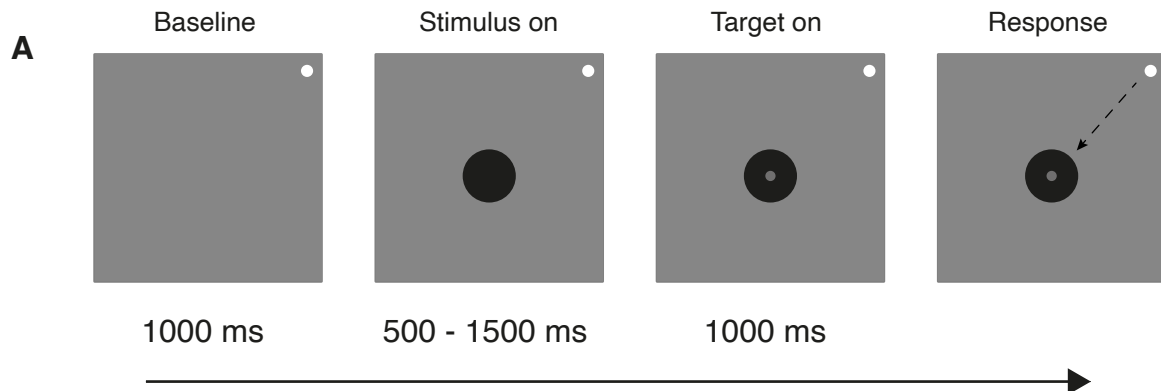 A
Baseline
Stimulus on
Target on
Response
1000 ms
500 - 1500 ms
1000 ms